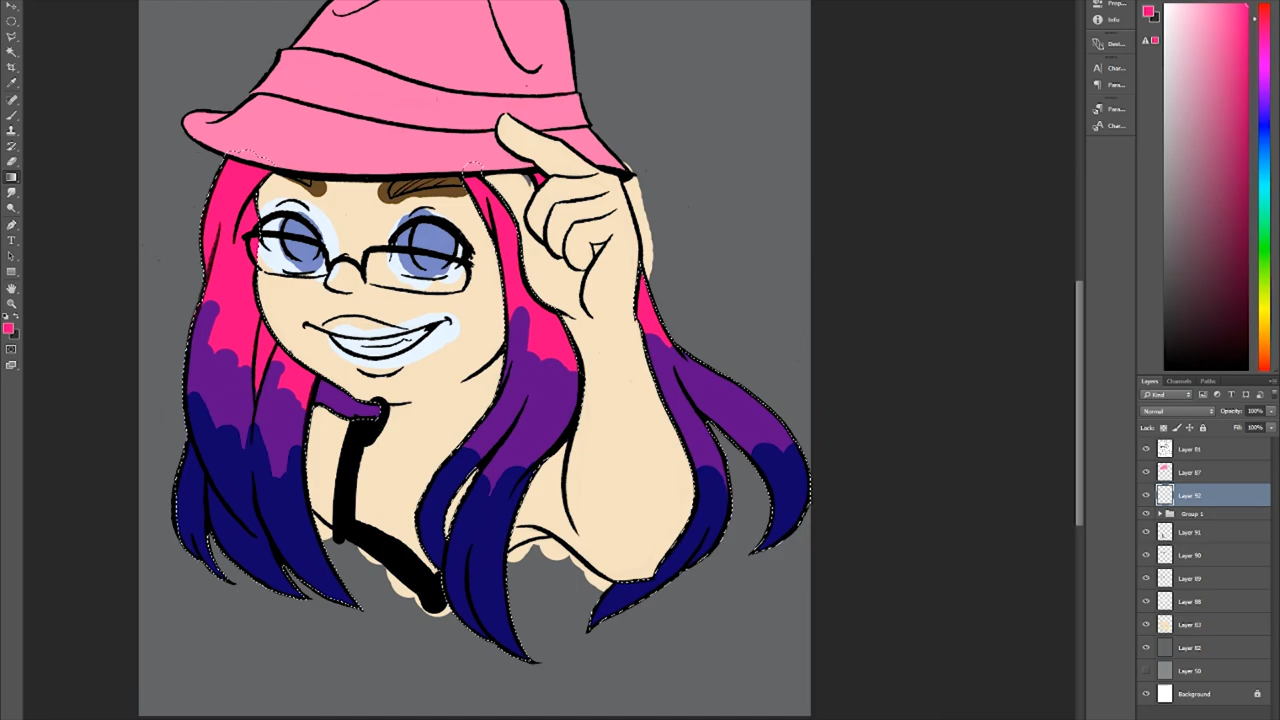 Prop...
Info
Devi...
Char...
Para...
Para...
Char...
Layers Channels Paths
Kind
Normal Opacity: 100%
Lock: Fill: 100%
Layer 81
Layer 87
Layer 92
Group 1
Layer 91
Layer 90
Layer 89
Layer 88
Layer 83
Layer 82
Layer 50
Background